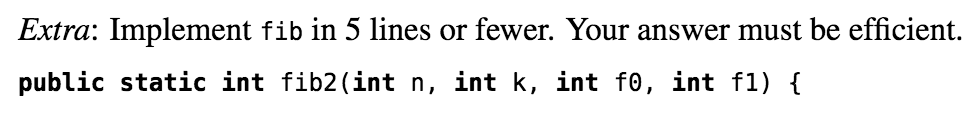 Extra: Implement fib in 5 lines or fewer. Your answer must be efficient.
public static int fib2(int n, int k, int f0, int f1) {